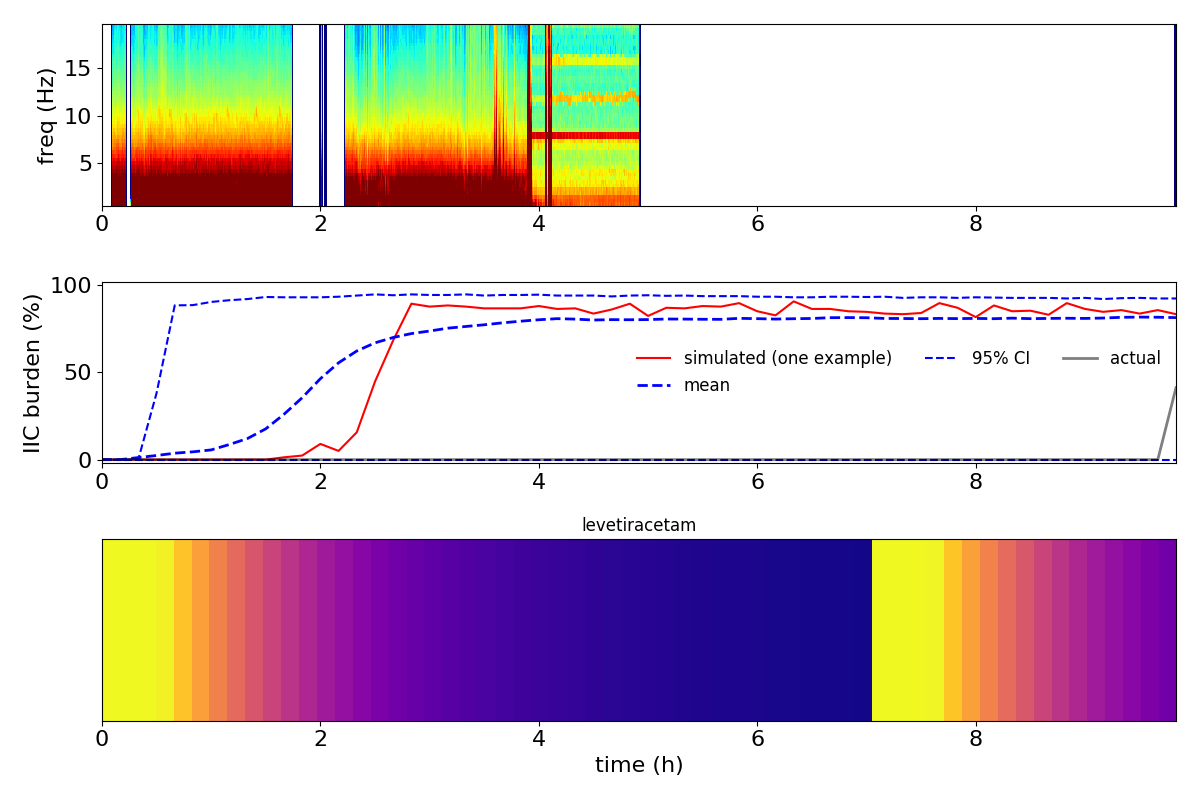 freq (Hz)
15
10
5
0 2 4 6 8
IIC burden (%)
100
50
0
simulated (one example) 95% CI actual
mean
0 2 4 6 8
levetiracetam
0 2 4 6 8
time (h)